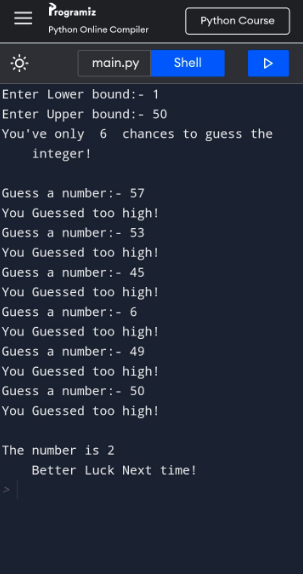 Programiz
Python Online Compiler
Python Course
main.py
Shell
Enter Lower bound:- 1
Enter Upper bound:- 50
You've only  6  chances to guess the
integer!
Guess a number:- 57
You Guessed too high!
Guess a number:- 53
You Guessed too high!
Guess a number:- 45
You Guessed too high!
Guess a number:- 6
You Guessed too high!
Guess a number:- 49
You Guessed too high!
Guess a number:- 50
You Guessed too high!
The number is 2
Better Luck Next time!
>